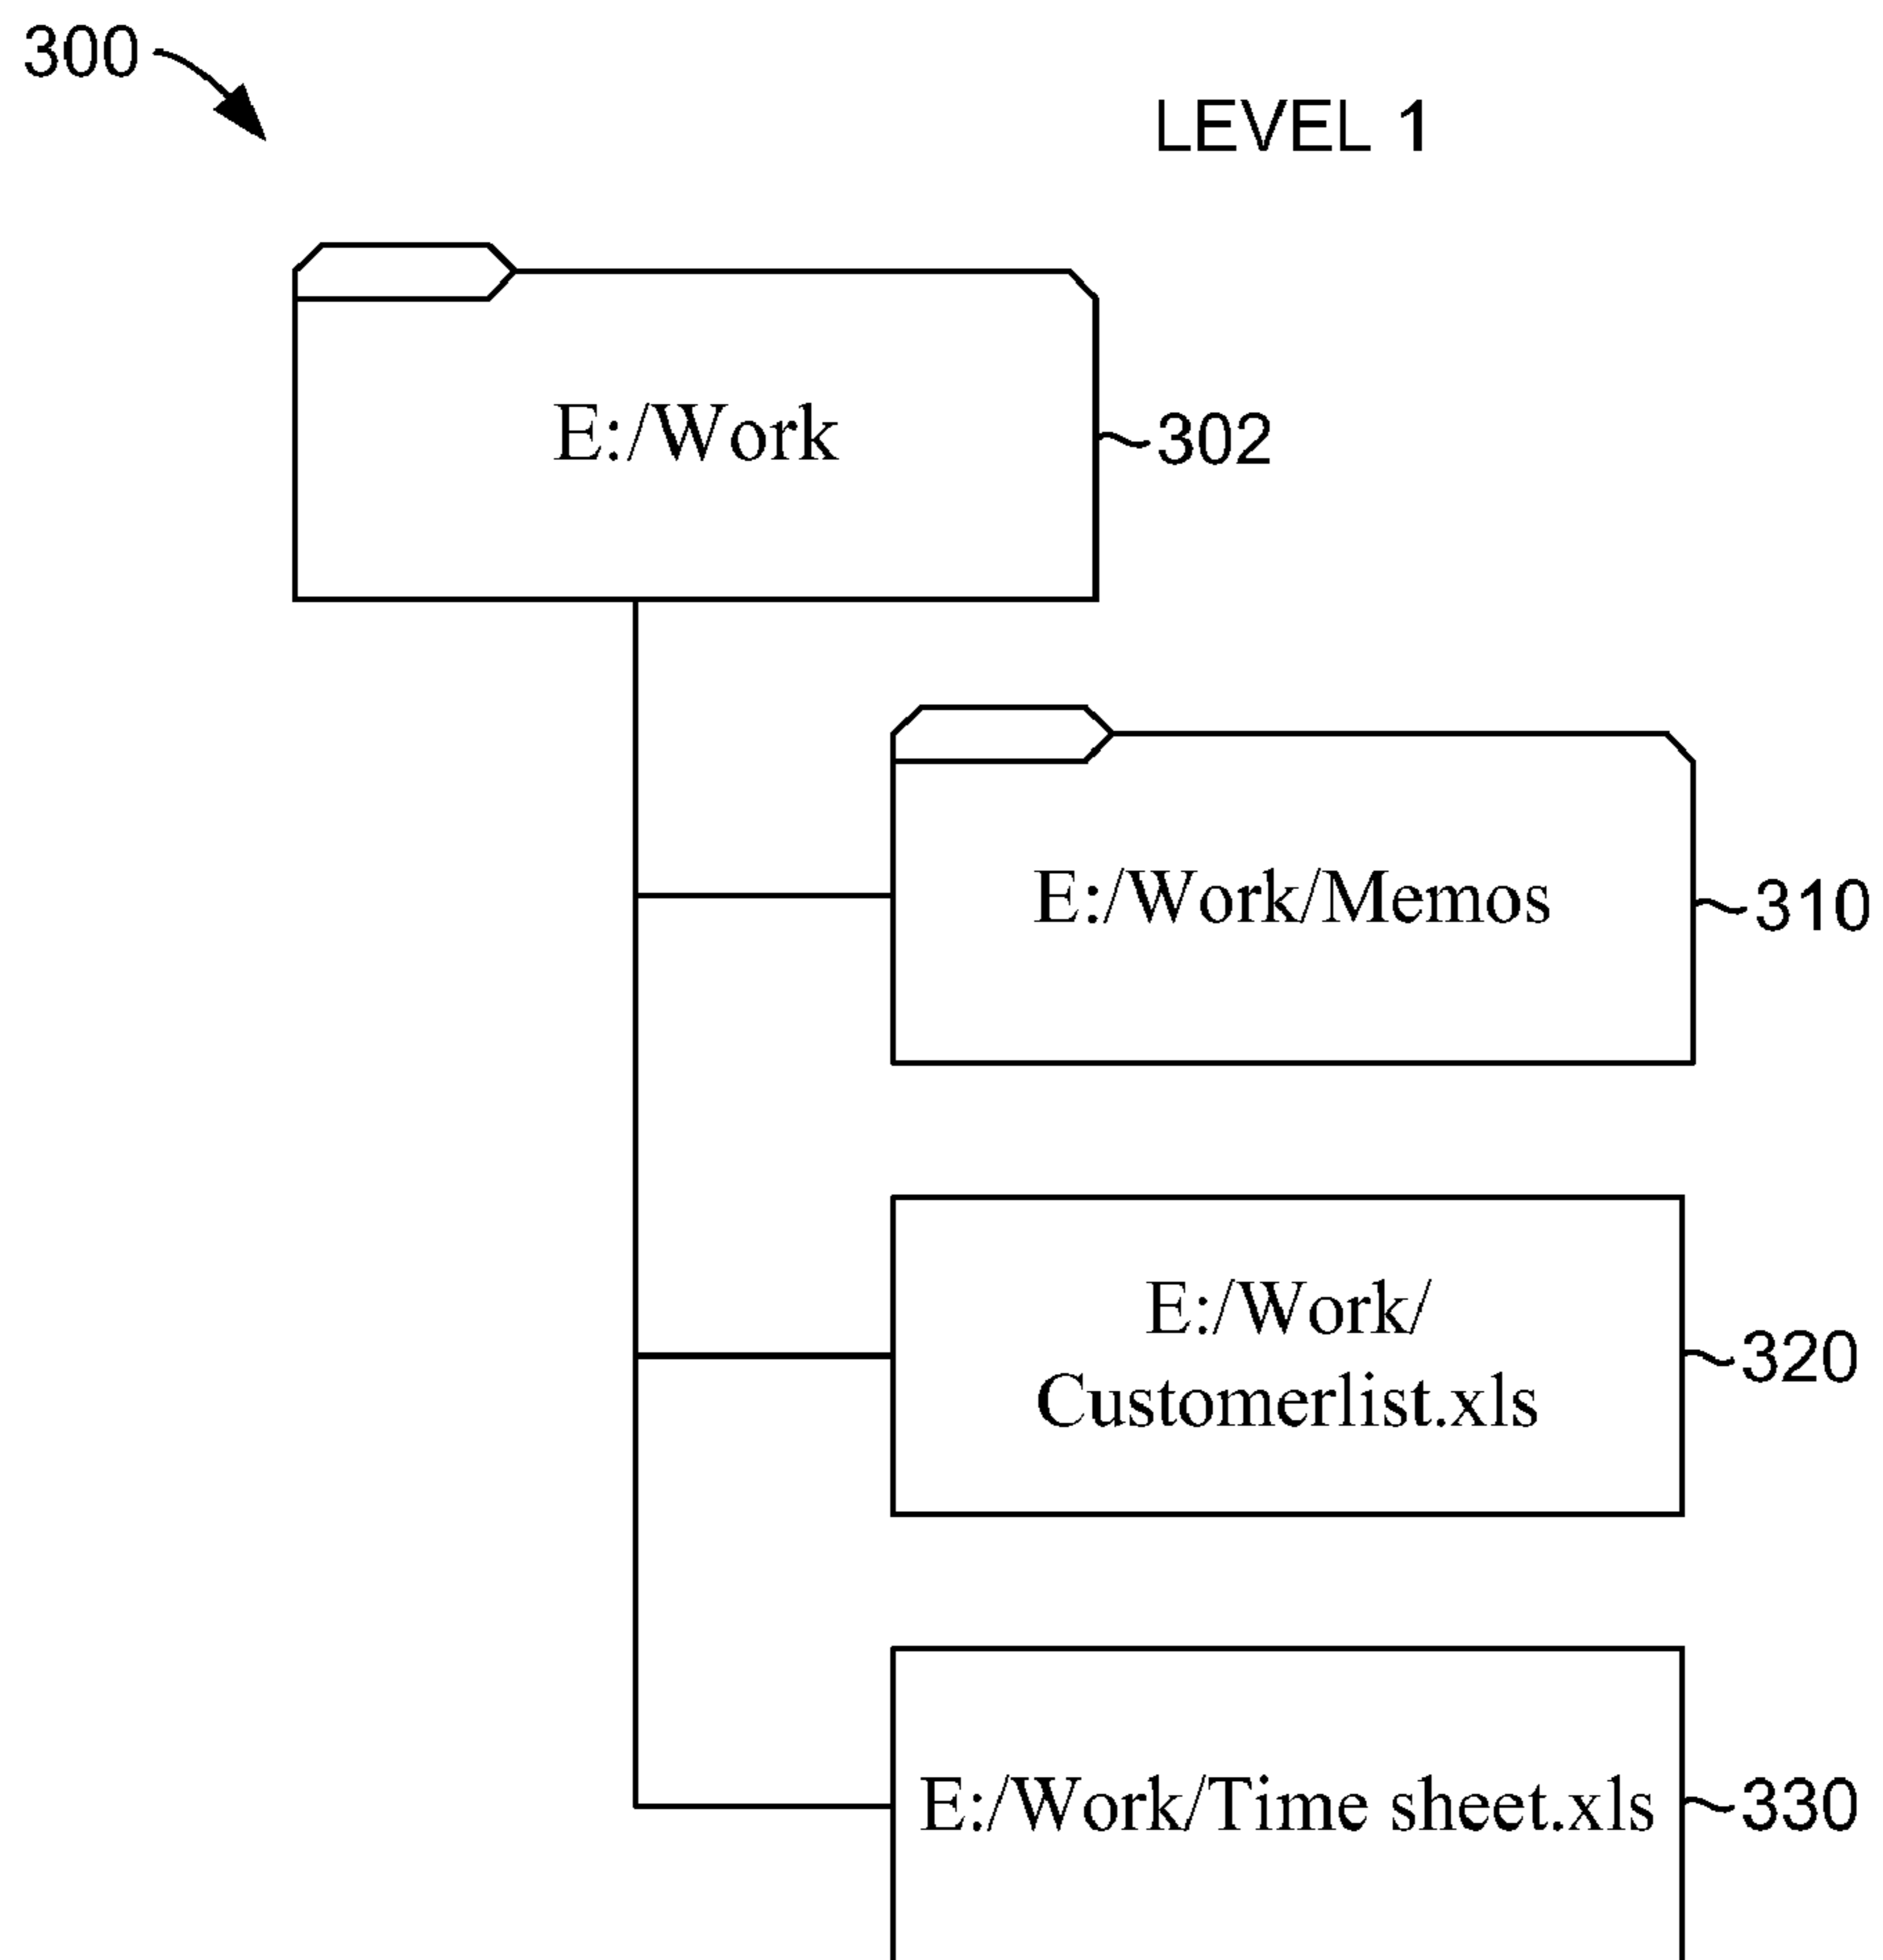 300
LEVEL 1
E:/Work
302
E:/Work/Memos
310
E:/Work/
Customerlist.xls
320
E:/Work/Time sheet.xls
330